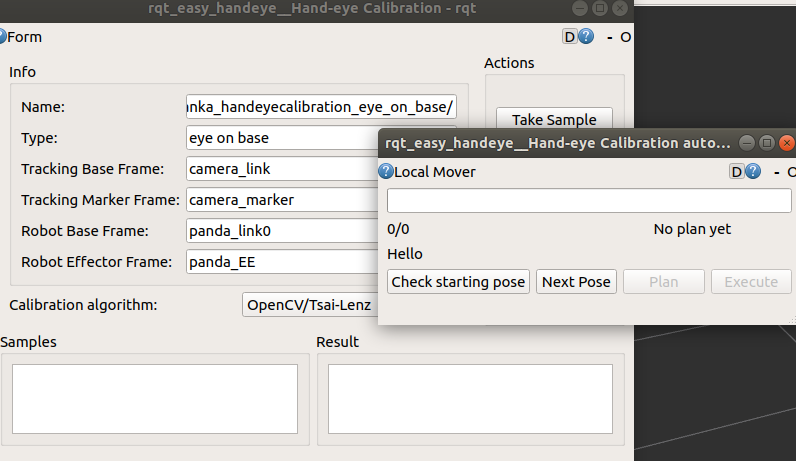 rqt_easy_handeye__Hand-eye Calibration - rqt
Form
D
- O
Info
Actions
Name:
nka_handeyecalibration_eye_on_base/
Take Sample
Type:
eye on base
Tracking Base Frame:
camera_link
Tracking Marker Frame:
camera_marker
Robot Base Frame:
panda_link0
Robot Effector Frame:
panda_EE
Calibration algorithm:
OpenCV/Tsai-Lenz
Samples
Result
rqt_easy_handeye__Hand-eye Calibration auto...
Local Mover
D
- O
0/0
No plan yet
Hello
Check starting pose
Next Pose
Plan
Execute